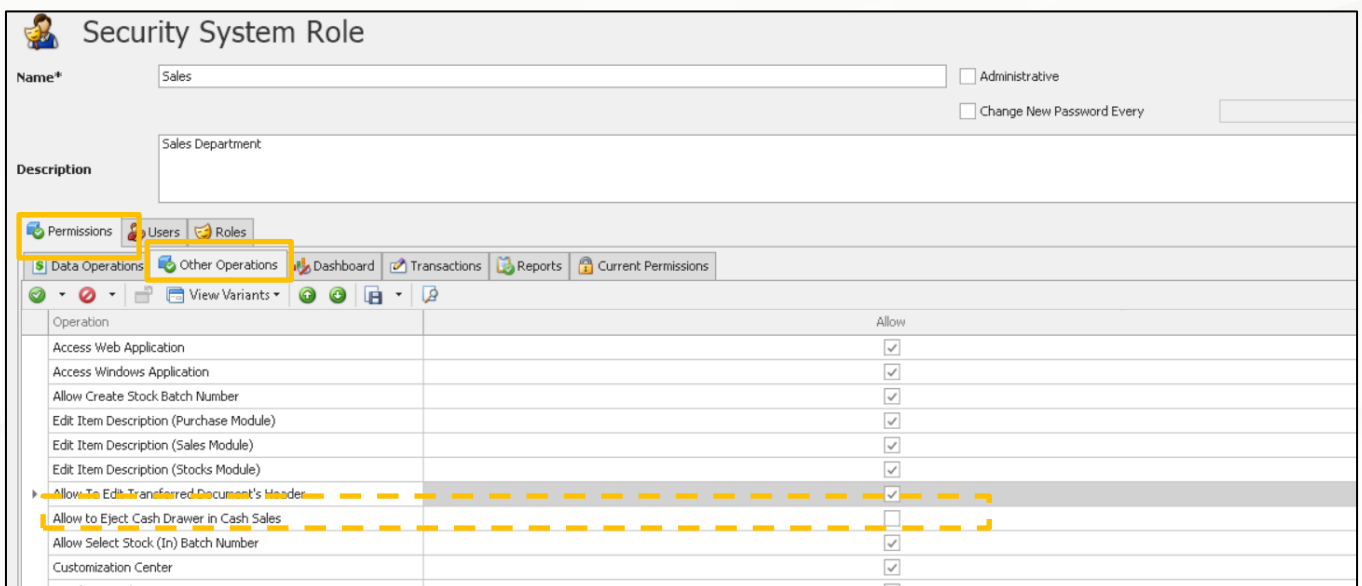 Security System Role
Name* Sales Administrative
Change New Password Every
Sales Department
Description
Permissions Users Roles
Data Operations Other Operations Dashboard Transactions Reports Current Permissions
View Variants
Operation Allow
Access Web Application
Access Windows Application
Allow Create Stock Batch Number
Edit Item Description (Purchase Module)
Edit Item Description (Sales Module)
Edit Item Description (Stocks Module)
Allow To Edit Transferred Document's Header
Allow to Eject Cash Drawer in Cash Sales
Allow Select Stock (In) Batch Number
Customization Center